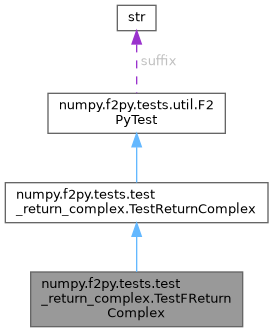 str
suffix
numpy.f2py.tests.util.F2
PyTest
numpy.f2py.tests.test
_return_complex.TestReturnComplex
numpy.f2py.tests.test
_return_complex.TestFReturn
Complex